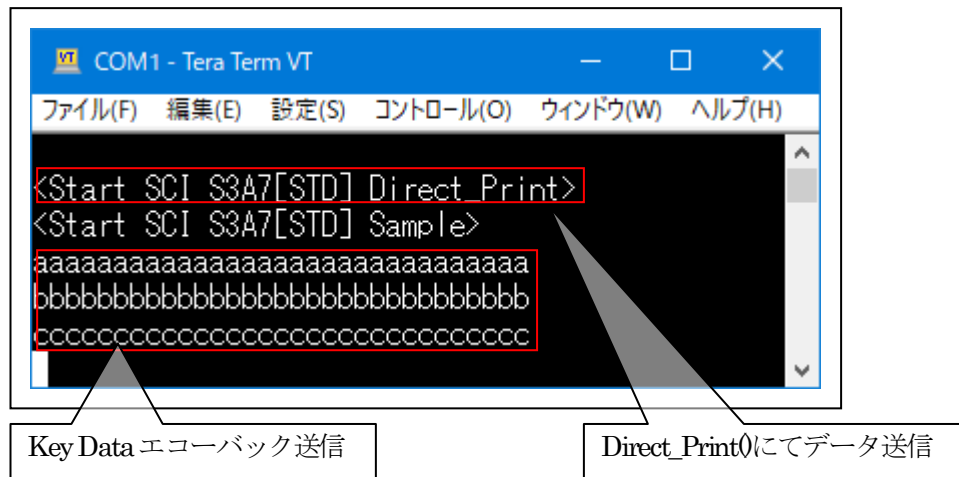 COM1 - Tera Term VT
ファイル(F) 編集(E) 設定(S) コントロール(O) ウィンドウ(W) ヘルプ(H)
<Start SCI S3A7[STD] Direct_Print>
<Start SCI S3A7[STD] Sample>
aaaaaaaaaaaaaaaaaaaaaaaaaaaaaaa
bbbbbbbbbbbbbbbbbbbbbbbbbbbbbbb
ccccccccccccccccccccccccccccccc
Key Data エコーバック送信
Direct_Print()にてデータ送信